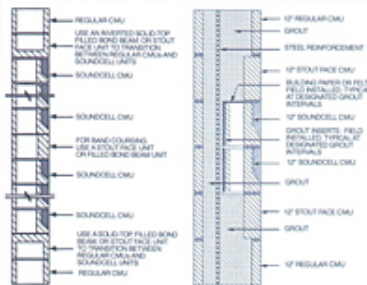 REGULAR CMU
USE AN INVERTED SOLID-TOP
FILLED BOND BEAM OR STOUT
FACE UNIT TO TRANSITION
BETWEEN REGULAR CMUs AND
SOUNDCELL UNITS
SOUNDCELL CMU
SOUNDCELL CMU
FOR BAND COURSING
USE A STOUT FACE UNIT
OR FILLED BOND BEAM UNIT
SOUNDCELL CMU
SOUNDCELL CMU
USE A SOLID-TOP FILLED BOND
BEAM OR STOUT FACE UNIT
TO TRANSITION BETWEEN
REGULAR CMUs AND
SOUNDCELL UNITS
REGULAR CMU
12" REGULAR CMU
GROUT
STEEL REINFORCEMENT
12" STOUT FACE CMU
BUILDING PAPER OR FELT
FIELD INSTALLED, TYPICAL
AT DESIGNATED GROUT
INTERVALS
12" SOUNDCELL CMU
GROUT INSERTS - FIELD
INSTALLED, TYPICAL AT
DESIGNATED GROUT
INTERVALS
12" SOUNDCELL CMU
GROUT
12" STOUT FACE CMU
GROUT
12" REGULAR CMU